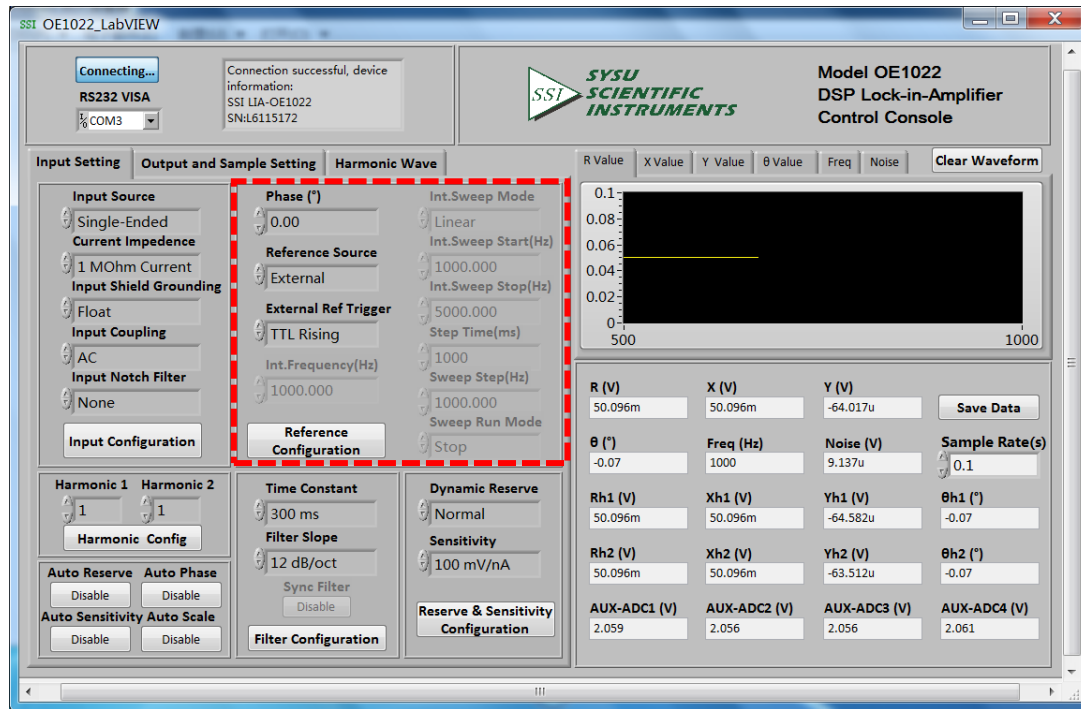 SSI OE1022_LabVIEW
Connecting...
RS232 VISA
COM3
Connection successful, device
information:
SSI LIA-OE1022
SN:L6115172
SSI
SYSU
SCIENTIFIC
INSTRUMENTS
Model OE1022
DSP Lock-in-Amplifier
Control Console
Input Setting
Output and Sample Setting
Harmonic Wave
Input Source
Single-Ended
Current Impedence
1 MOhm Current
Input Shield Grounding
Float
Input Coupling
AC
Input Notch Filter
None
Input Configuration
Phase (°)
0.00
Reference Source
External
External Ref Trigger
TTL Rising
Int.Frequency(Hz)
1000.000
Reference
Configuration
Int.Sweep Mode
Linear
Int.Sweep Start(Hz)
1000.000
Int.Sweep Stop(Hz)
5000.000
Step Time(ms)
1000
Sweep Step(Hz)
1000.000
Sweep Run Mode
Stop
Harmonic 1 Harmonic 2
1 1
Harmonic Config
Auto Reserve Auto Phase
Disable Disable
Auto Sensitivity Auto Scale
Disable Disable
Time Constant
300 ms
Filter Slope
12 dB/oct
Sync Filter
Disable
Filter Configuration
Dynamic Reserve
Normal
Sensitivity
100 mV/nA
Reserve & Sensitivity
Configuration
R Value X Value Y Value θ Value Freq Noise Clear Waveform
0.1
0.08
0.06
0.04
0.02
0
500 1000
R (V) X (V) Y (V)
50.096m 50.096m -64.017u Save Data
θ (°) Freq (Hz) Noise (V) Sample Rate(s)
-0.07 1000 9.137u 0.1
Rh1 (V) Xh1 (V) Yh1 (V) θh1 (°)
50.096m 50.096m -64.582u -0.07
Rh2 (V) Xh2 (V) Yh2 (V) θh2 (°)
50.096m 50.096m -63.512u -0.07
AUX-ADC1 (V) AUX-ADC2 (V) AUX-ADC3 (V) AUX-ADC4 (V)
2.059 2.056 2.056 2.061